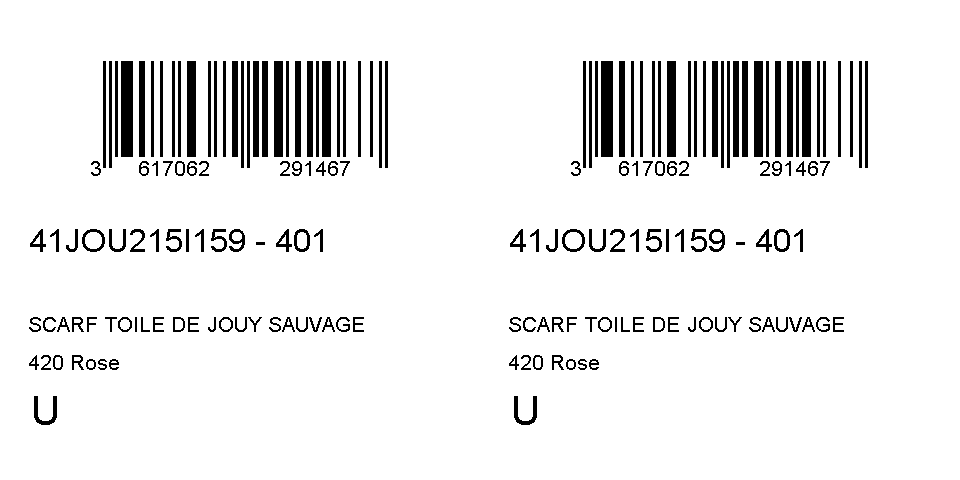 3 617062 291467
41JOU215I159 - 401
SCARF TOILE DE JOUY SAUVAGE
420 Rose
U
3 617062 291467
41JOU215I159 - 401
SCARF TOILE DE JOUY SAUVAGE
420 Rose
U